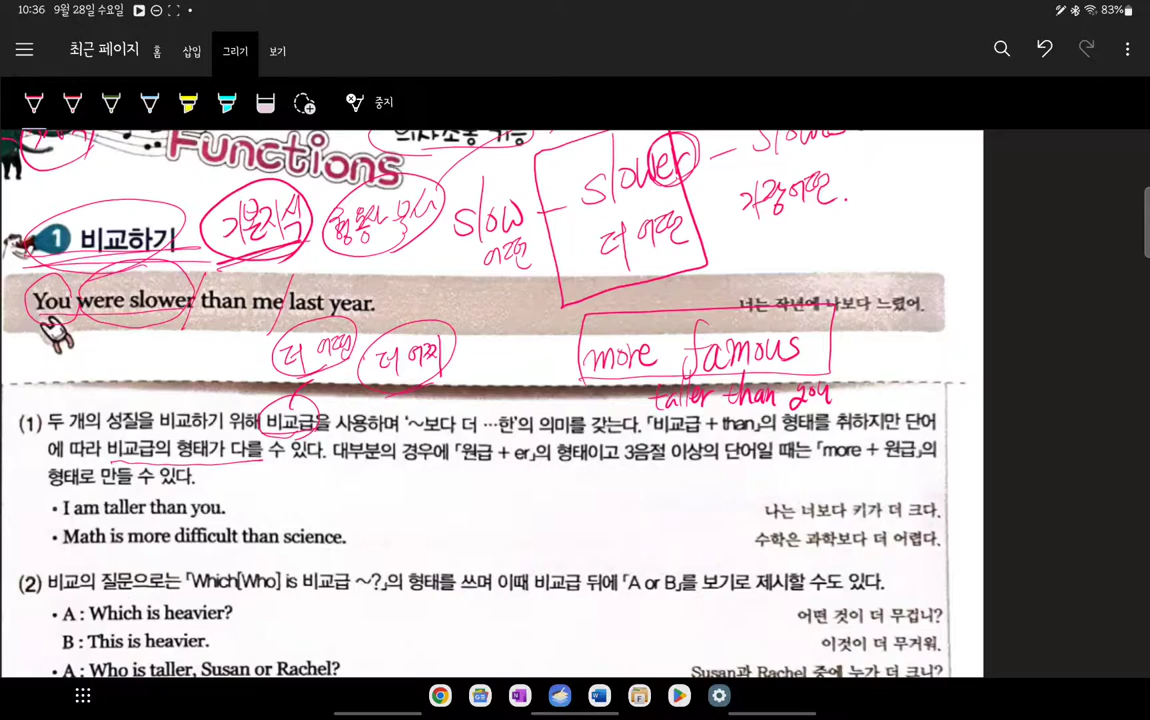 10:36 9월 28일 수요일 83%
최근 페이지 홈 삽입 그리기 보기
중지
Functions 의사소통 기능
slower
가장 어떤.
기본지식 형용사 부사 slow 더 어떤
어떤
1 비교하기
You were slower than me last year. 너는 작년에 나보다 느렸어.
더 어떤 더 어찌 more famous
taller than you
(1) 두 개의 성질을 비교하기 위해 비교급을 사용하며 '~보다 더 …한'의 의미를 갖는다. 「비교급 + than」의 형태를 취하지만 단어
에 따라 비교급의 형태가 다를 수 있다. 대부분의 경우에 「원급 + er」의 형태이고 3음절 이상의 단어일 때는 「more + 원급」의
형태로 만들 수 있다.
• I am taller than you. 나는 너보다 키가 더 크다.
• Math is more difficult than science. 수학은 과학보다 더 어렵다.
(2) 비교의 질문으로는 「Which[Who] is 비교급 ~?」의 형태를 쓰며 이때 비교급 뒤에 「A or B」를 보기로 제시할 수도 있다.
• A : Which is heavier? 어떤 것이 더 무겁니?
B : This is heavier. 이것이 더 무거워.
• A : Who is taller, Susan or Rachel? Susan과 Rachel 중에 누가 더 크니?